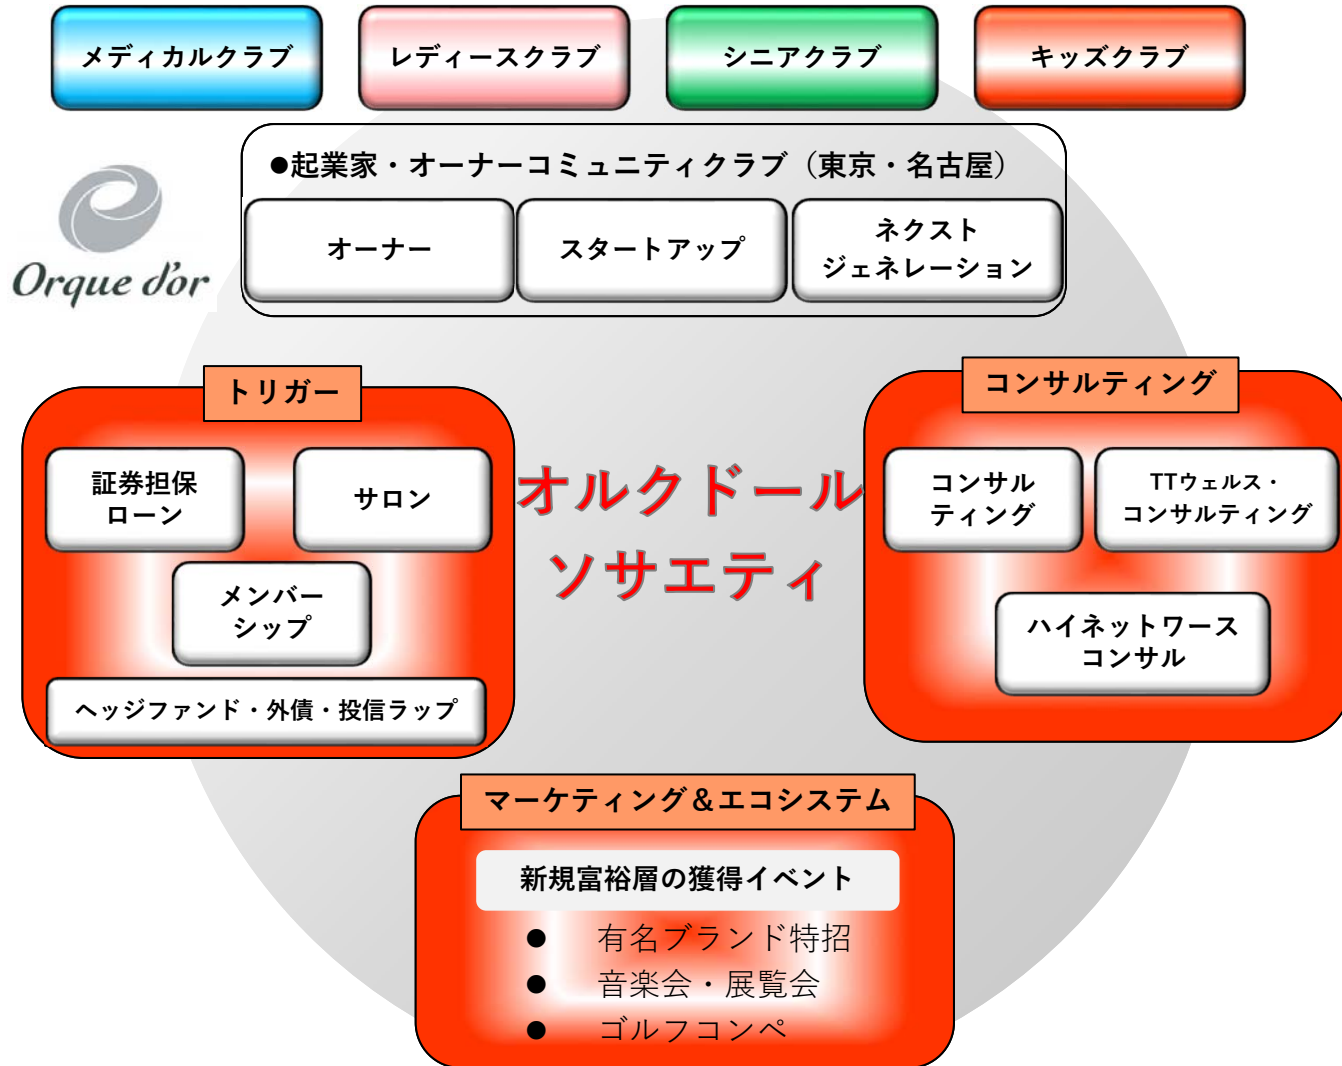 メディカルクラブ
レディースクラブ
シニアクラブ
キッズクラブ
●起業家・オーナーコミュニティクラブ（東京・名古屋）
オーナー
スタートアップ
ネクスト
ジェネレーション
Orque d'or
トリガー
証券担保
ローン
サロン
メンバー
シップ
ヘッジファンド・外債・投信ラップ
オルクドール
ソサエティ
コンサルティング
コンサル
ティング
TTウェルス・
コンサルティング
ハイネットワース
コンサル
マーケティング＆エコシステム
新規富裕層の獲得イベント
● 有名ブランド特招
● 音楽会・展覧会
● ゴルフコンペ